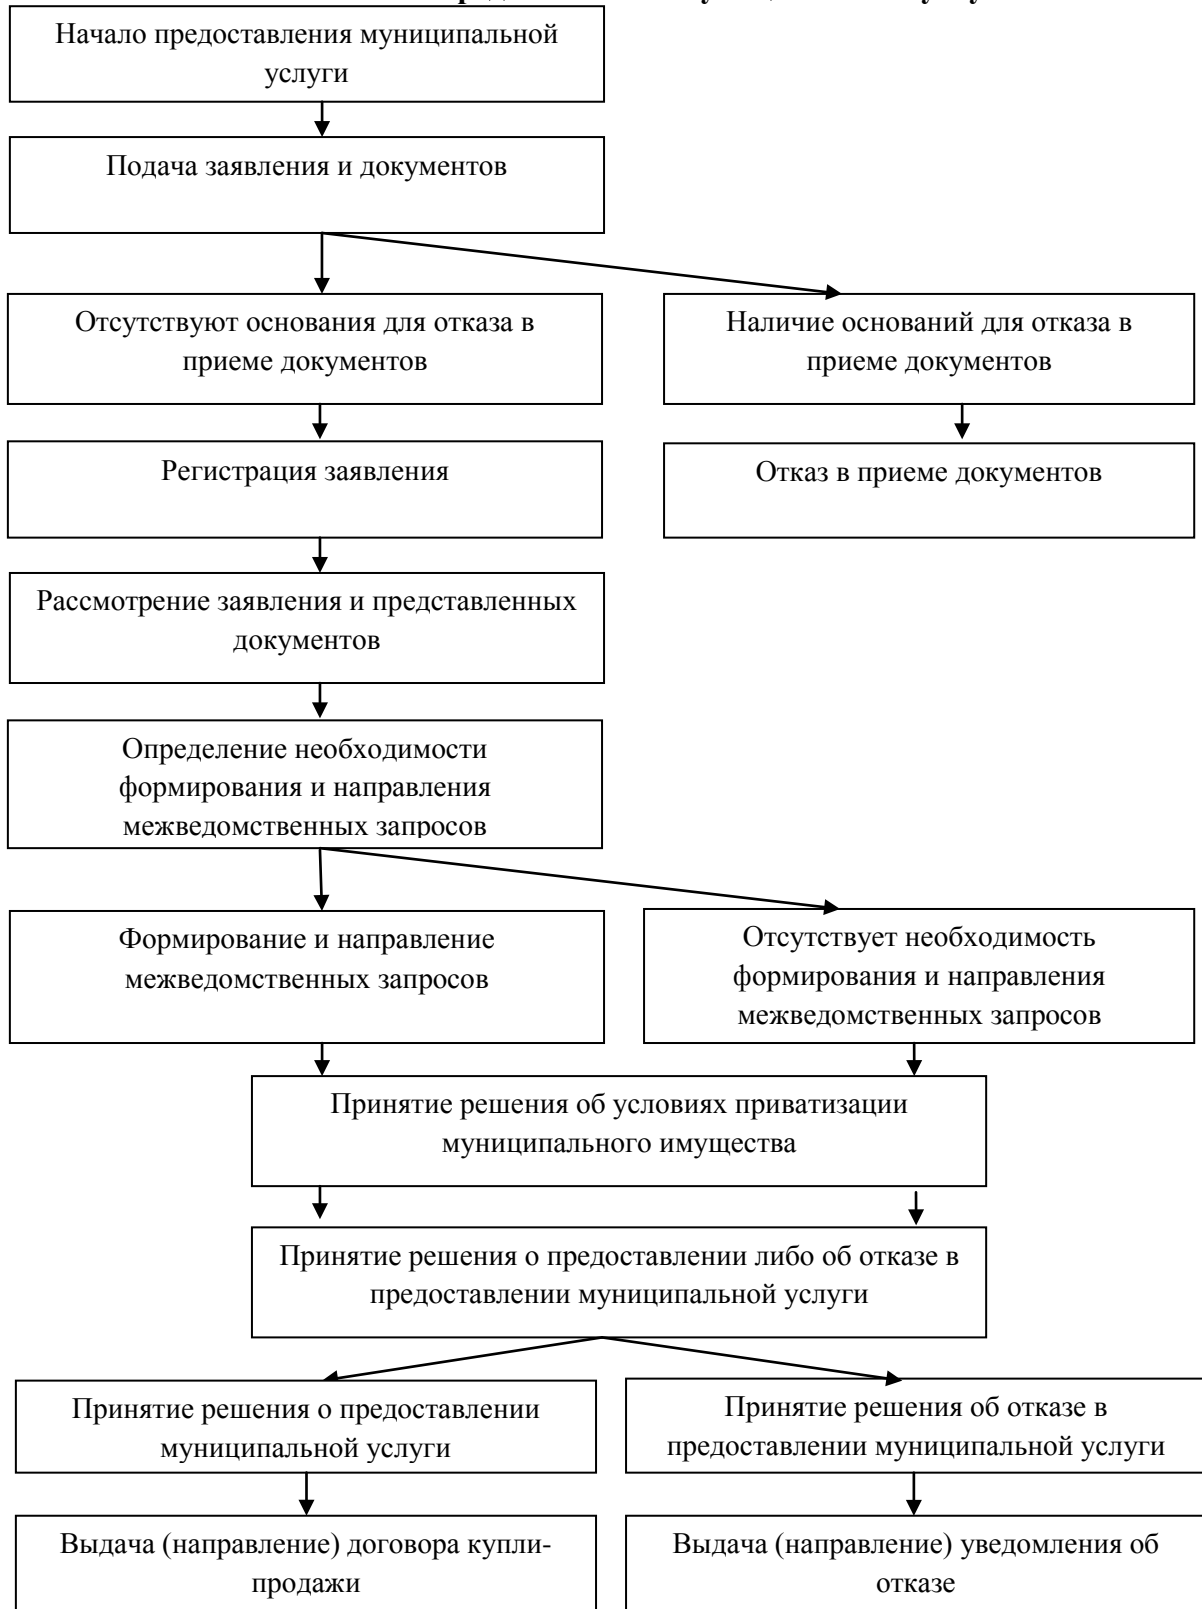 Начало предоставления муниципальной
услуги
Подача заявления и документов
Отсутствуют основания для отказа в
приеме документов
Наличие оснований для отказа в
приеме документов
Регистрация заявления
Отказ в приеме документов
Рассмотрение заявления и представленных
документов
Определение необходимости
формирования и направления
межведомственных запросов
Формирование и направление
межведомственных запросов
Отсутствует необходимость
формирования и направления
межведомственных запросов
Принятие решения об условиях приватизации
муниципального имущества
Принятие решения о предоставлении либо об отказе в
предоставлении муниципальной услуги
Принятие решения о предоставлении
муниципальной услуги
Принятие решения об отказе в
предоставлении муниципальной услуги
Выдача (направление) договора купли-
продажи
Выдача (направление) уведомления об
отказе